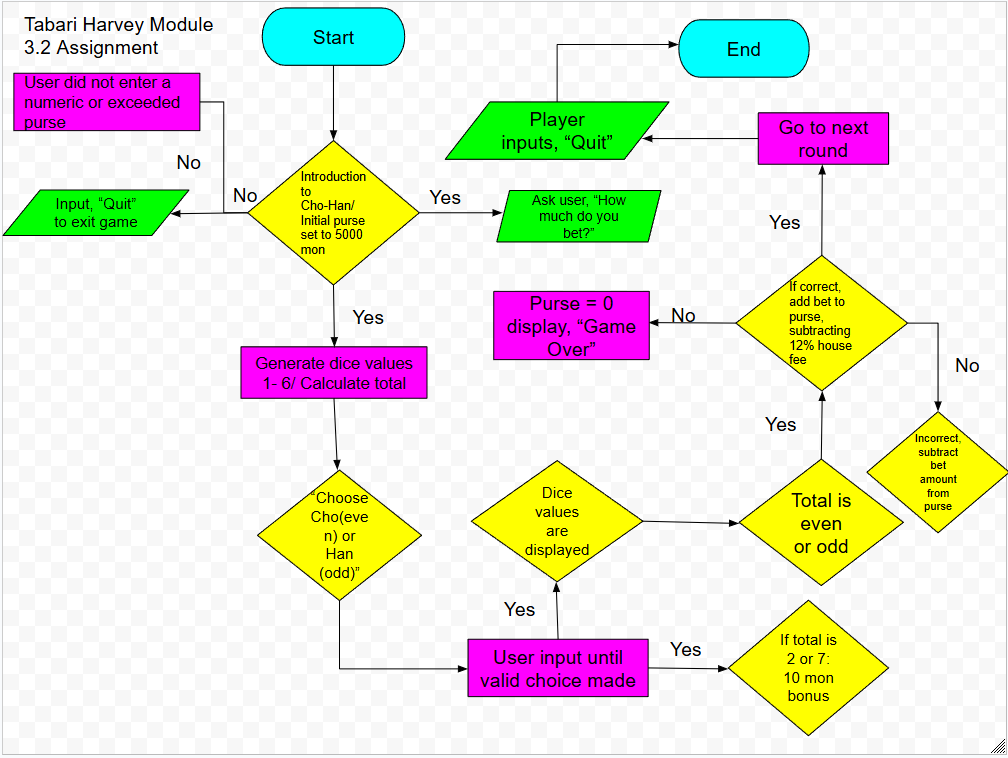 Tabari Harvey Module
3.2 Assignment
Start
End
User did not enter a
numeric or exceeded
purse
Player
inputs, “Quit”
Go to next
round
No
No
Input, “Quit”
to exit game
Introduction
to
Cho-Han/
Initial purse
set to 5000
mon
Yes
Ask user, “How
much do you
bet?”
Yes
If correct,
add bet to
purse,
subtracting
12% house
fee
No
Purse = 0
display, “Game
Over”
Yes
No
Generate dice values
1- 6/ Calculate total
Yes
Incorrect,
subtract
bet
amount
from
purse
“Choose
Cho(eve
n) or
Han
(odd)”
Dice
values
are
displayed
Total is
even
or odd
Yes
User input until
valid choice made
Yes
If total is
2 or 7:
10 mon
bonus